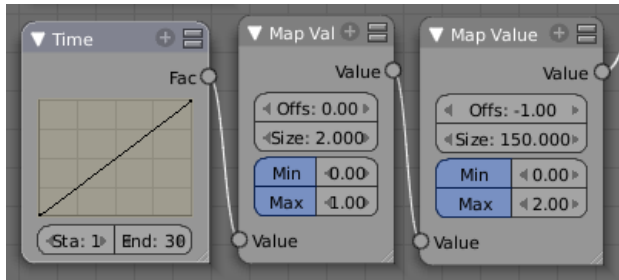 Time
Fac
Sta: 1 End: 30
Map Val
Value
Offs: 0.00
Size: 2.000
Min 0.00
Max 1.00
Value
Map Value
Value
Offs: -1.00
Size: 150.000
Min 0.00
Max 2.00
Value